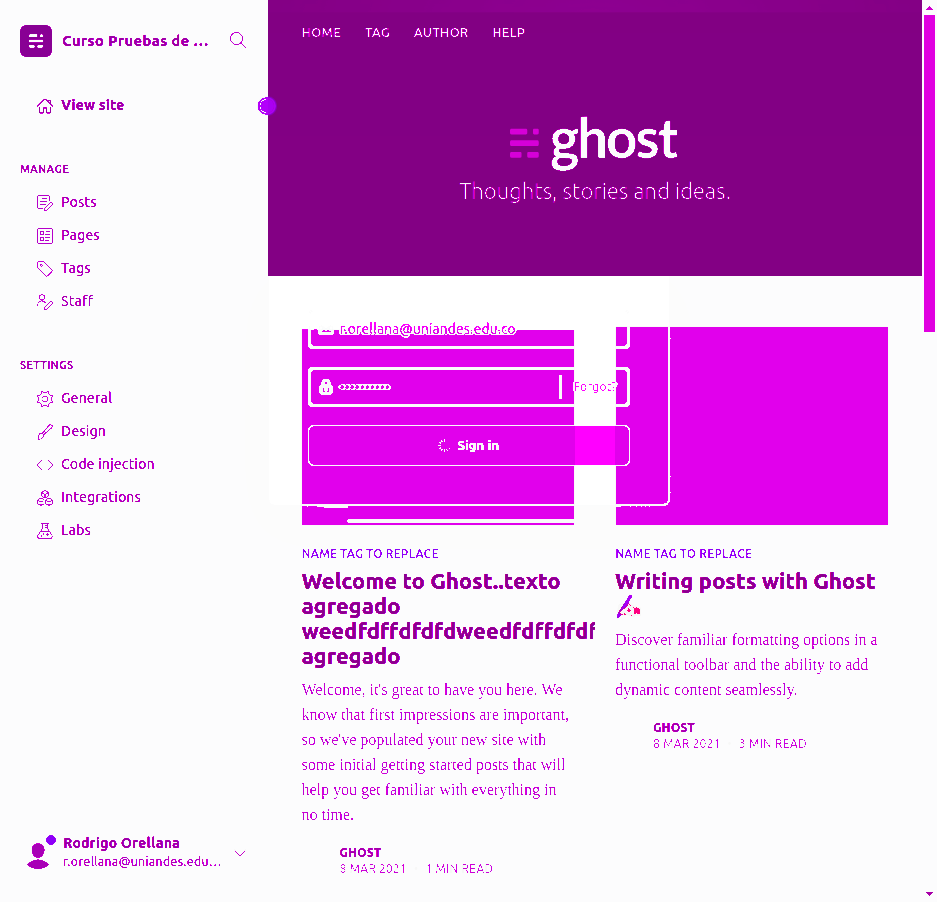 Curso Pruebas de ...
View site
MANAGE
Posts
Pages
Tags
Staff
SETTINGS
General
Design
Code injection
Integrations
Labs
Rodrigo Orellana
r.orellana@uniandes.edu...
HOME TAG AUTHOR HELP
ghost
Thoughts, stories and ideas.
r.orellana@uniandes.edu.co
Forgot?
Sign in
NAME TAG TO REPLACE
Welcome to Ghost..texto
agregado
weedfdffdfdfdweedfdffdfdf
agregado
Welcome, it's great to have you here. We
know that first impressions are important,
so we've populated your new site with
some initial getting started posts that will
help you get familiar with everything in
no time.
GHOST
8 MAR 2021 1 MIN READ
NAME TAG TO REPLACE
Writing posts with Ghost
Discover familiar formatting options in a
functional toolbar and the ability to add
dynamic content seamlessly.
GHOST
8 MAR 2021 3 MIN READ